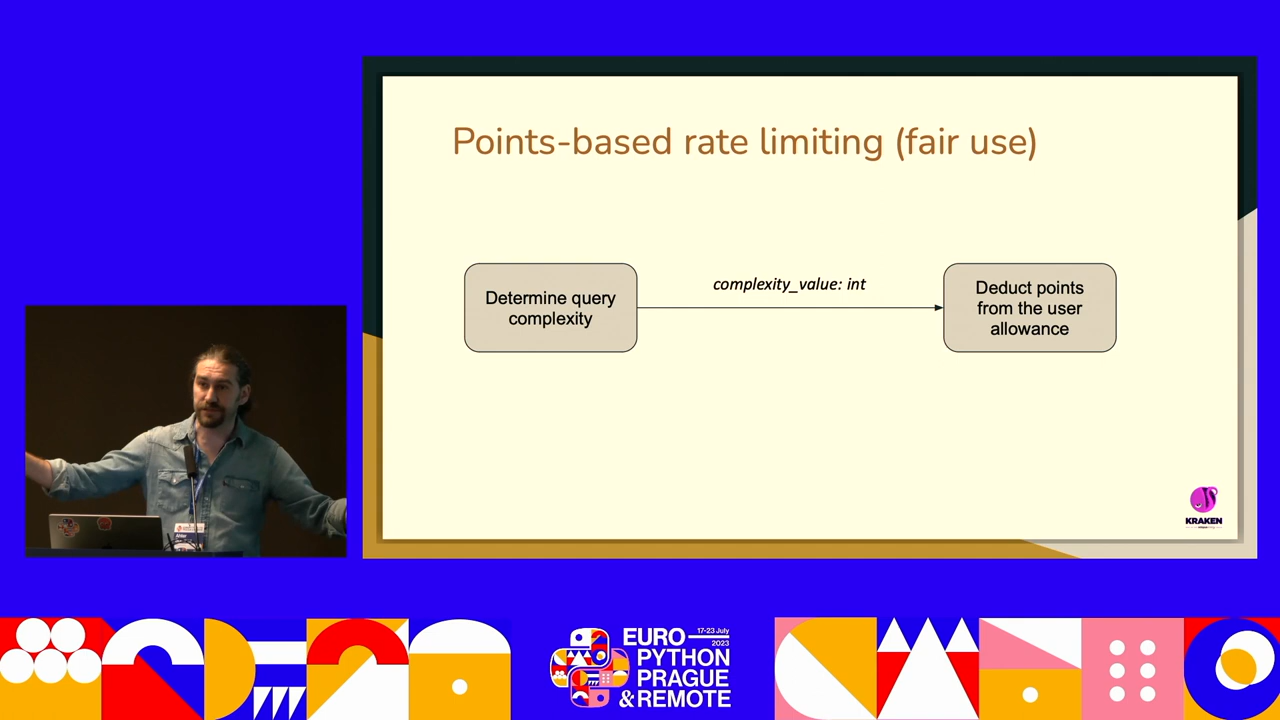 Points-based rate limiting (fair use)
Determine query
complexity
complexity_value: int
Deduct points
from the user
allowance
KRAKEN
EURO
17-23 July
2023
PYTHON
PRAGUE
& REMOTE